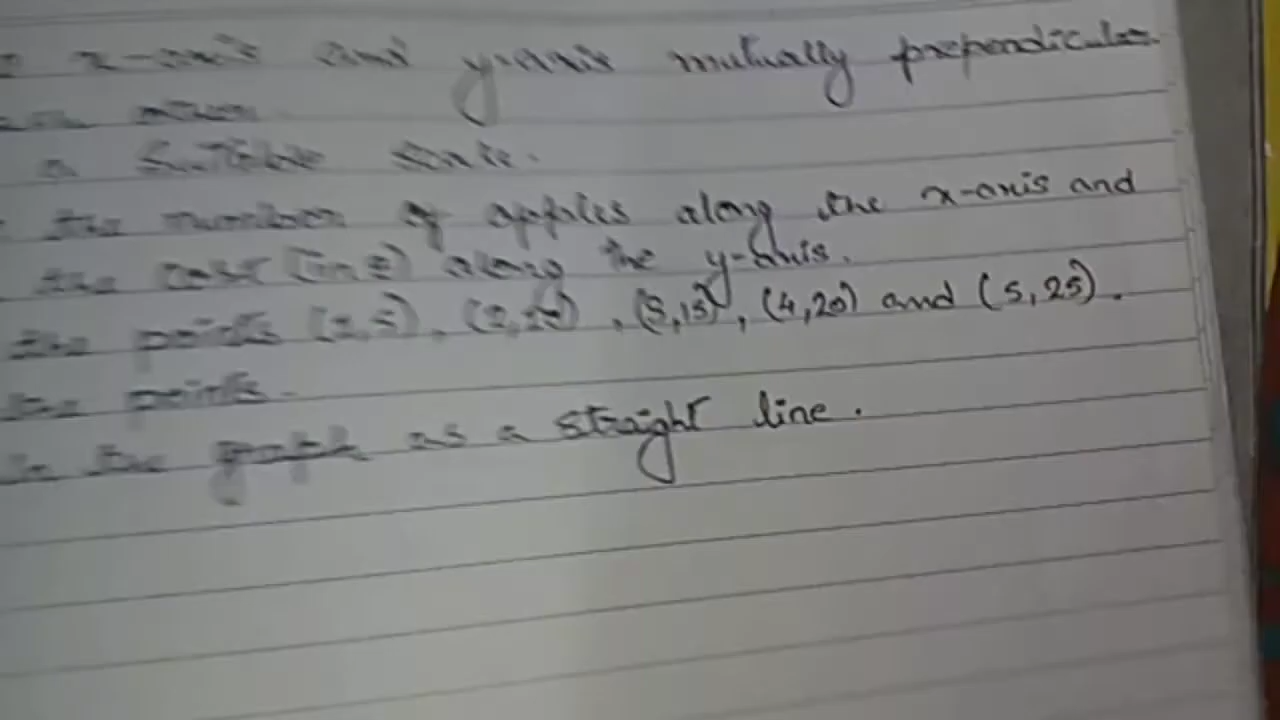 x-axis and y-axis mutually prependicular
a suitable scale.
the number of apples along the x-axis and
the cost (in ₹) along the y-axis.
the points (1,5), (2,10), (3,15), (4,20) and (5,25).
the points.
the graph as a straight line.